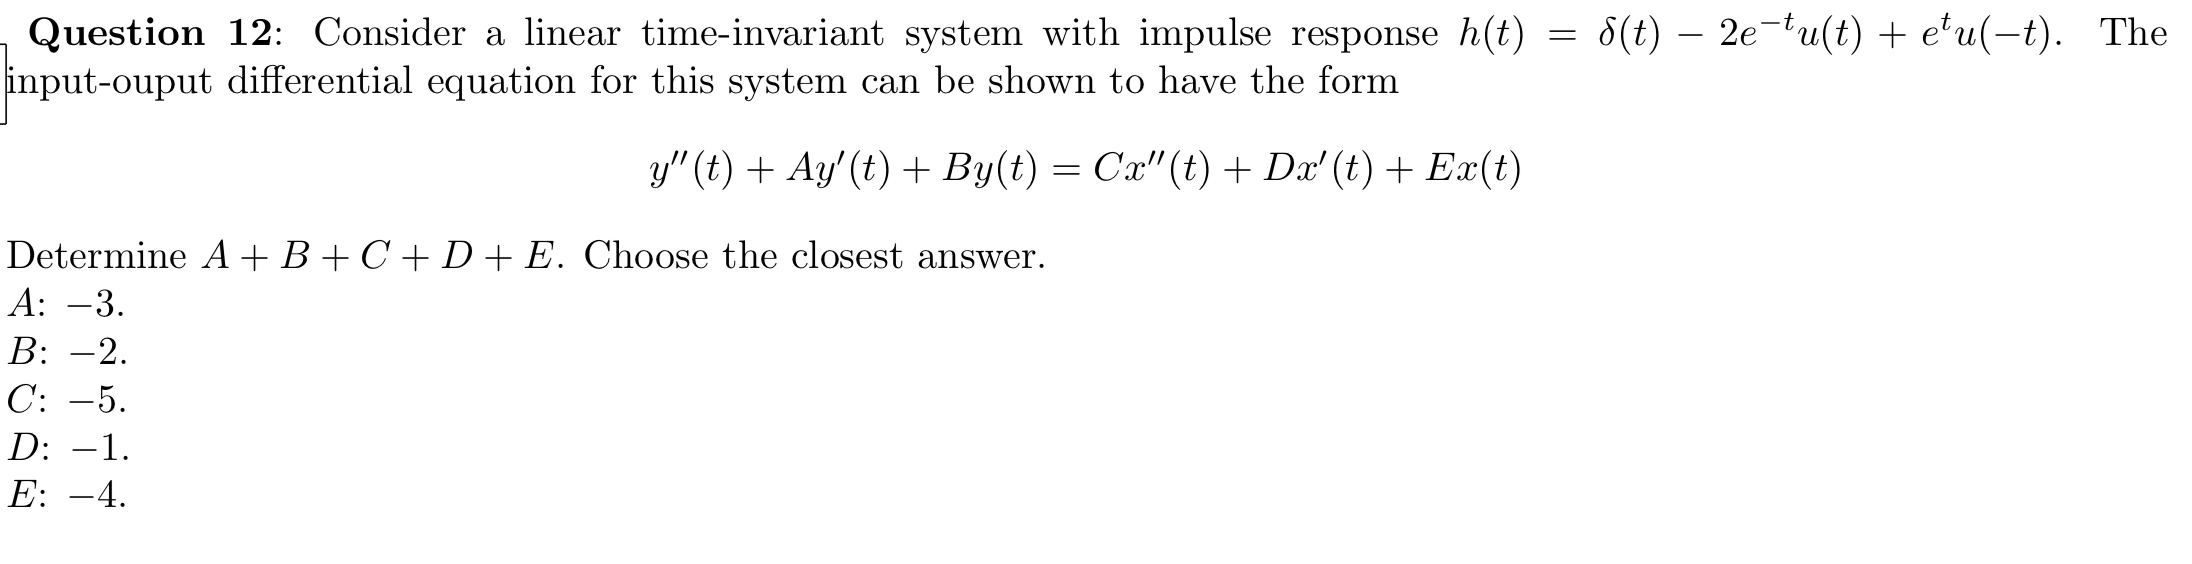 Question 12: Consider a linear time-invariant system with impulse response h(t) = δ(t) − 2e^{−t}u(t) + e^{t}u(−t). The
input-ouput differential equation for this system can be shown to have the form
y′′(t) + Ay′(t) + By(t) = Cx′′(t) + Dx′(t) + Ex(t)
Determine A + B + C + D + E. Choose the closest answer.
A: −3.
B: −2.
C: −5.
D: −1.
E: −4.